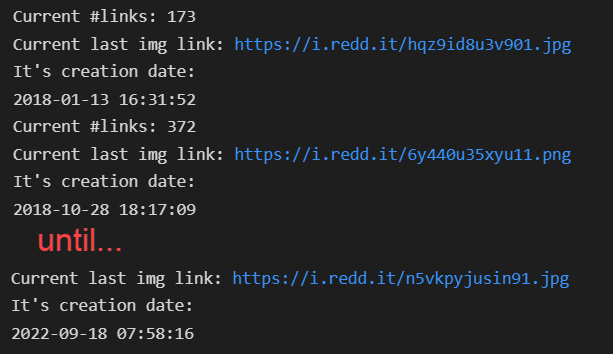 Current #links: 173
Current last img link: https://i.redd.it/hqz9id8u3v901.jpg
It's creation date:
2018-01-13 16:31:52
Current #links: 372
Current last img link: https://i.redd.it/6y440u35xyu11.png
It's creation date:
2018-10-28 18:17:09
until...
Current last img link: https://i.redd.it/n5vkpyjusin91.jpg
It's creation date:
2022-09-18 07:58:16